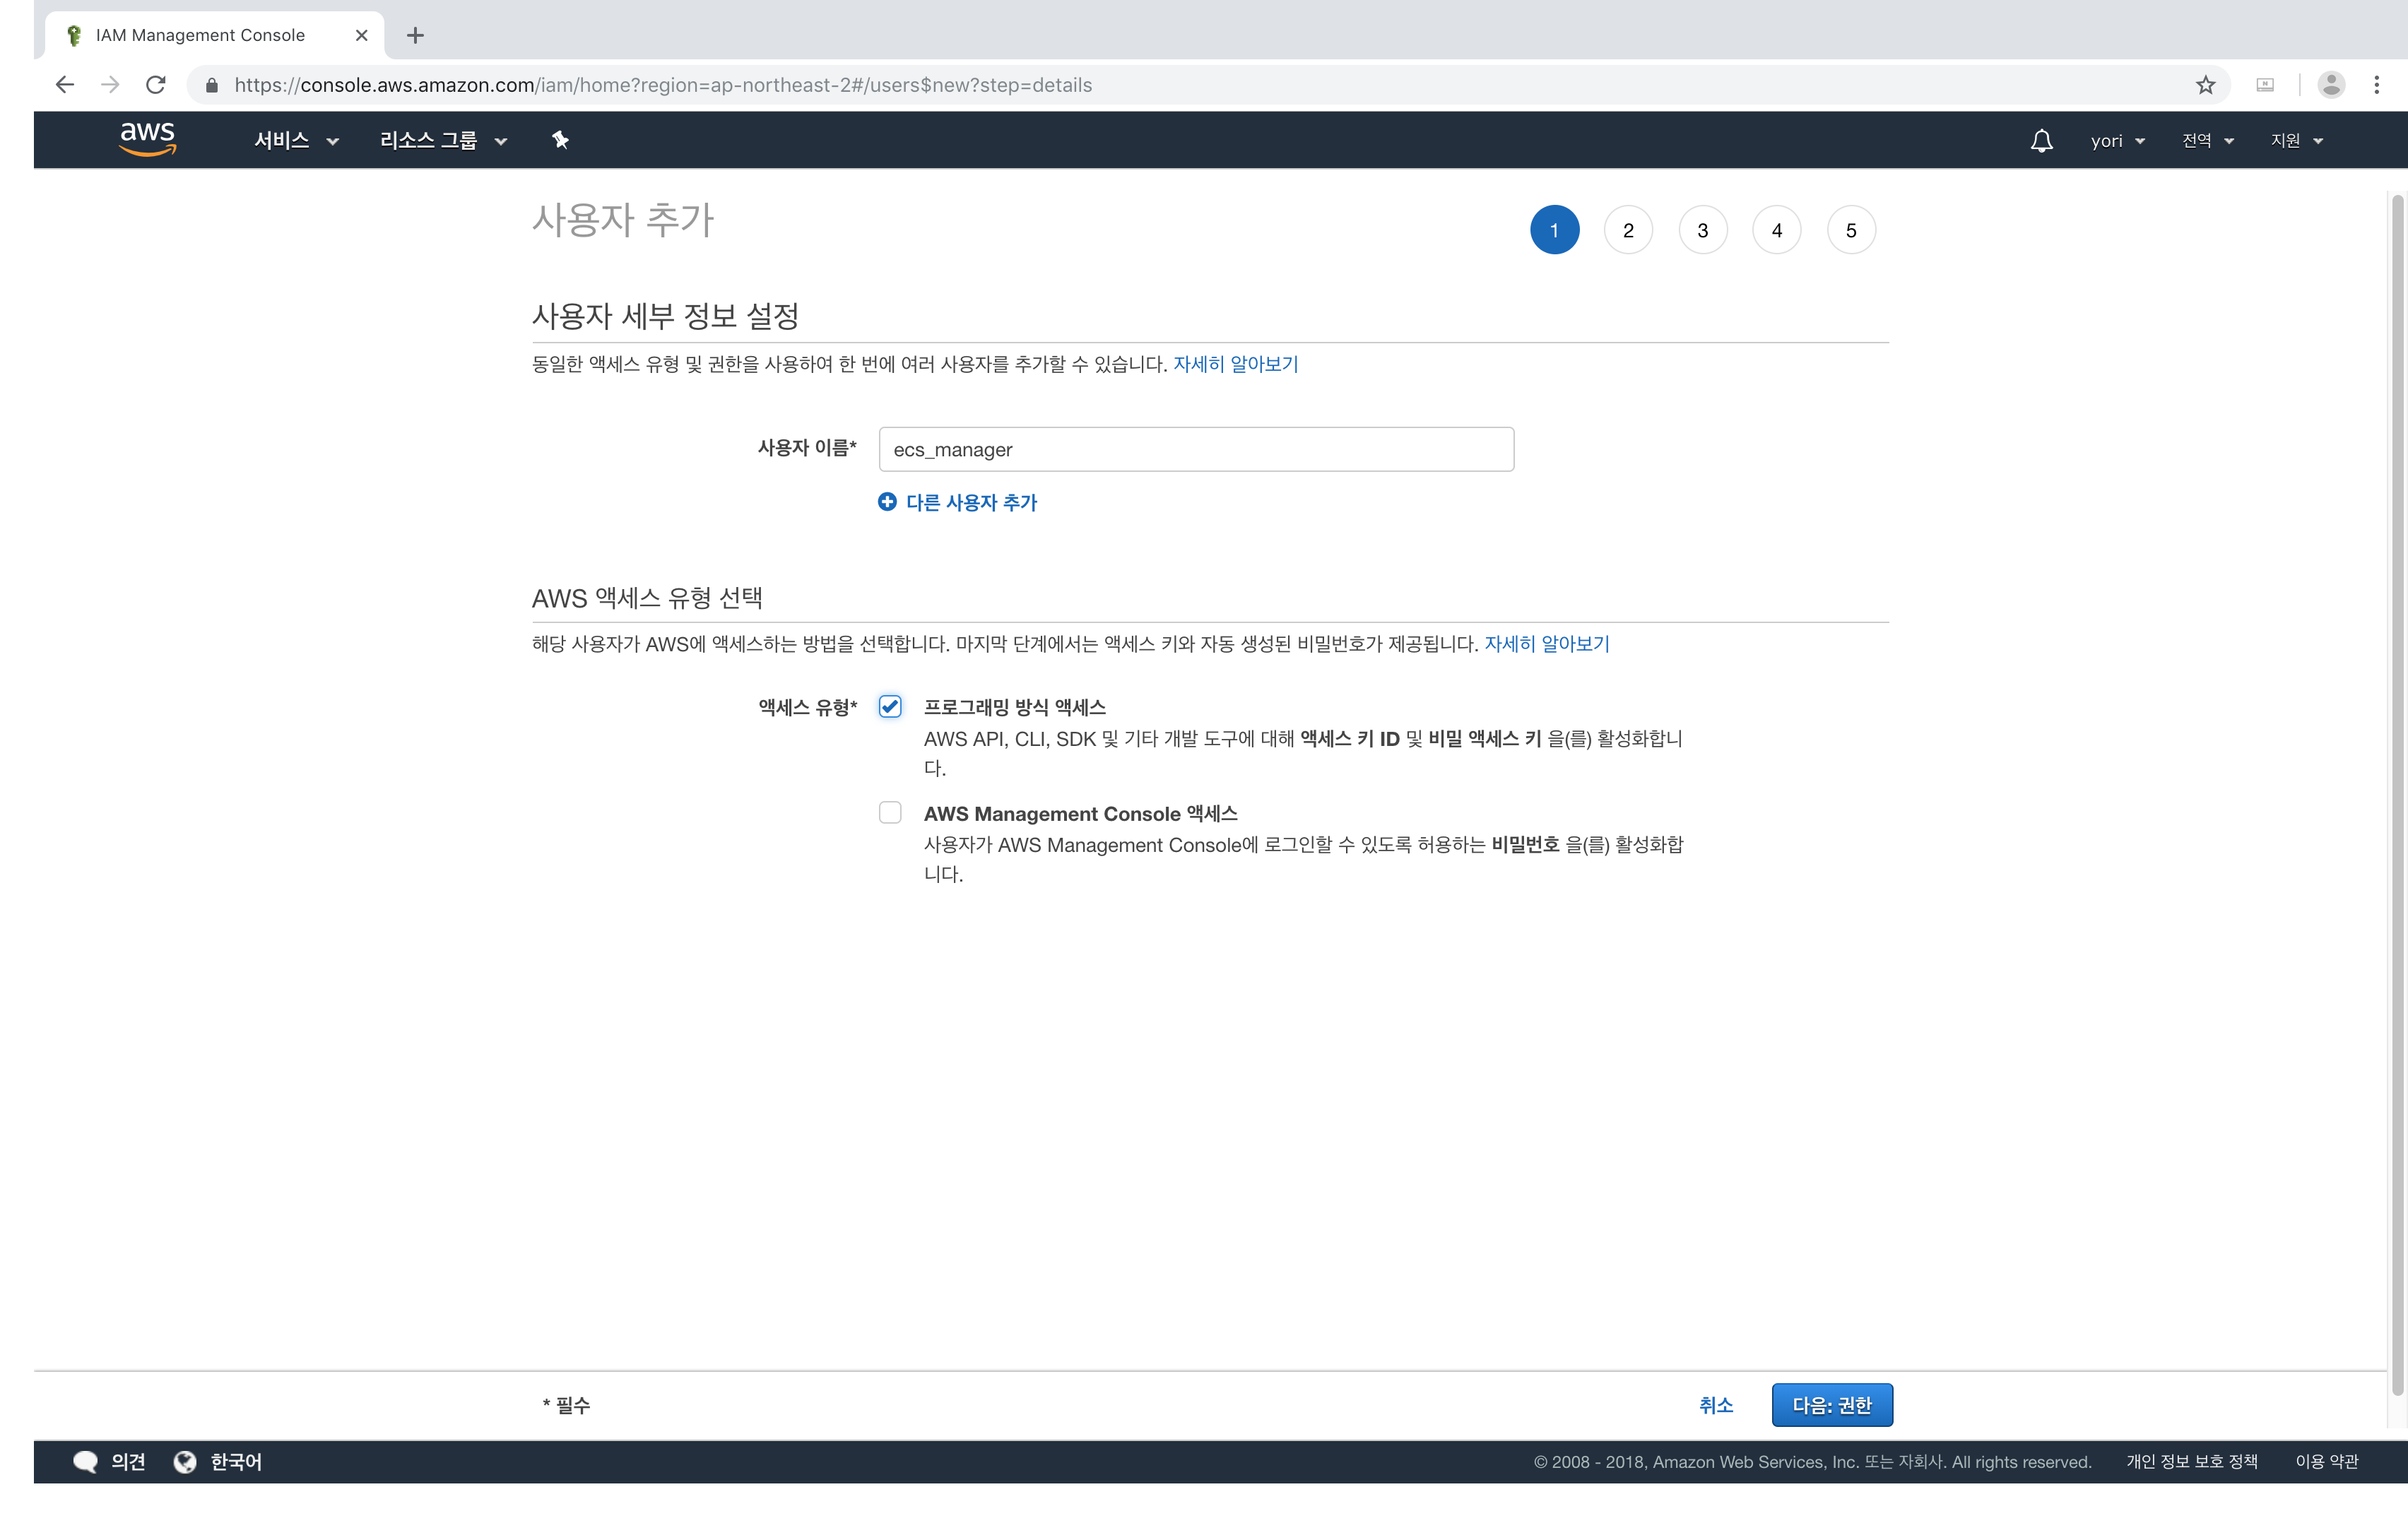 IAM Management Console
https://console.aws.amazon.com/iam/home?region=ap-northeast-2#/users$new?step=details
aws 서비스 리소스 그룹 yori 전역 지원
사용자 추가 1 2 3 4 5
사용자 세부 정보 설정
동일한 액세스 유형 및 권한을 사용하여 한 번에 여러 사용자를 추가할 수 있습니다. 자세히 알아보기
사용자 이름* ecs_manager
다른 사용자 추가
AWS 액세스 유형 선택
해당 사용자가 AWS에 액세스하는 방법을 선택합니다. 마지막 단계에서는 액세스 키와 자동 생성된 비밀번호가 제공됩니다. 자세히 알아보기
액세스 유형* 프로그래밍 방식 액세스
AWS API, CLI, SDK 및 기타 개발 도구에 대해 액세스 키 ID 및 비밀 액세스 키 을(를) 활성화합니
다.
AWS Management Console 액세스
사용자가 AWS Management Console에 로그인할 수 있도록 허용하는 비밀번호 을(를) 활성화합
니다.
* 필수 취소 다음: 권한
의견 한국어 © 2008 - 2018, Amazon Web Services, Inc. 또는 자회사. All rights reserved. 개인 정보 보호 정책 이용 약관